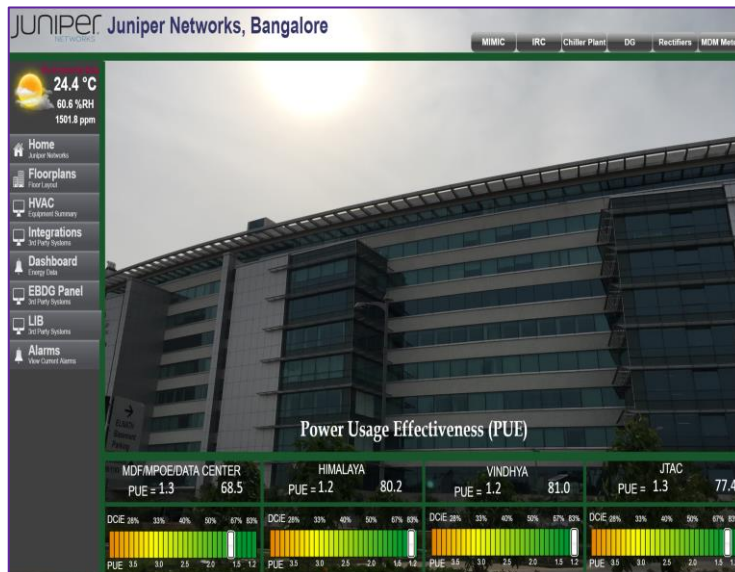 JUNIPER
NETWORKS
Juniper Networks, Bangalore
MIMIC
IRC
Chiller Plant
DG
Rectifiers
MDM Mete
24.4 °C
60.6 %RH
1501.8 ppm
Home
Juniper Networks
Floorplans
Floor Layout
HVAC
Equipment Summary
Integrations
3rd Party Systems
Dashboard
Energy Data
EBDG Panel
3rd Party Systems
LIB
3rd Party Systems
Alarms
View Current Alarms
Basement
Parking
Power Usage Effectiveness (PUE)
MDF/MPOE/DATA CENTER
PUE = 1.3 68.5
HIMALAYA
PUE = 1.2 80.2
VINDHYA
PUE = 1.2 81.0
JTAC
PUE = 1.3 77.4
DCiE 28% 33% 40% 50% 67% 83%
PUE 3.5 3.0 2.5 2.0 1.5 1.2
DCiE 28% 33% 40% 50% 67% 83%
PUE 3.5 3.0 2.5 2.0 1.5 1.2
DCiE 28% 33% 40% 50% 67% 83%
PUE 3.5 3.0 2.5 2.0 1.5 1.2
DCiE 28% 33% 40% 50% 67% 83%
PUE 3.5 3.0 2.5 2.0 1.5 1.2